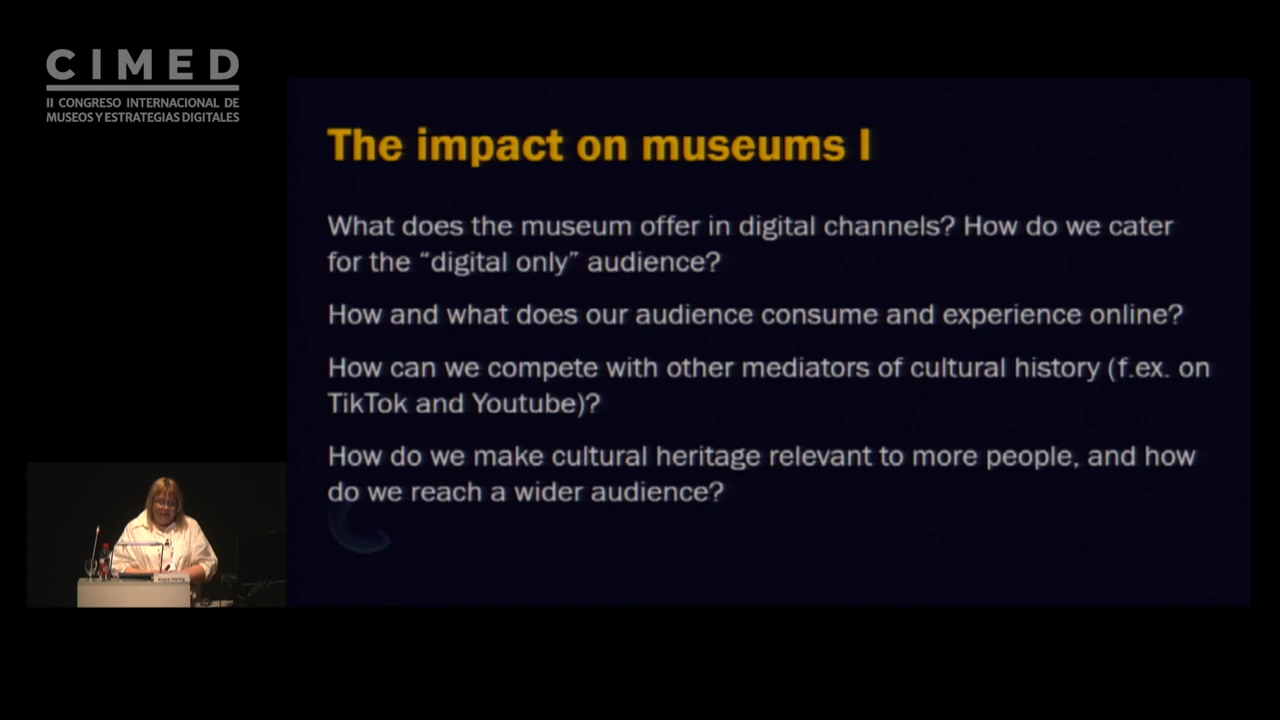 CIMED
II CONGRESO INTERNACIONAL DE
MUSEOS Y ESTRATEGIAS DIGITALES
The impact on museums I
What does the museum offer in digital channels? How do we cater
for the “digital only” audience?
How and what does our audience consume and experience online?
How can we compete with other mediators of cultural history (f.ex. on
TikTok and Youtube)?
How do we make cultural heritage relevant to more people, and how
do we reach a wider audience?